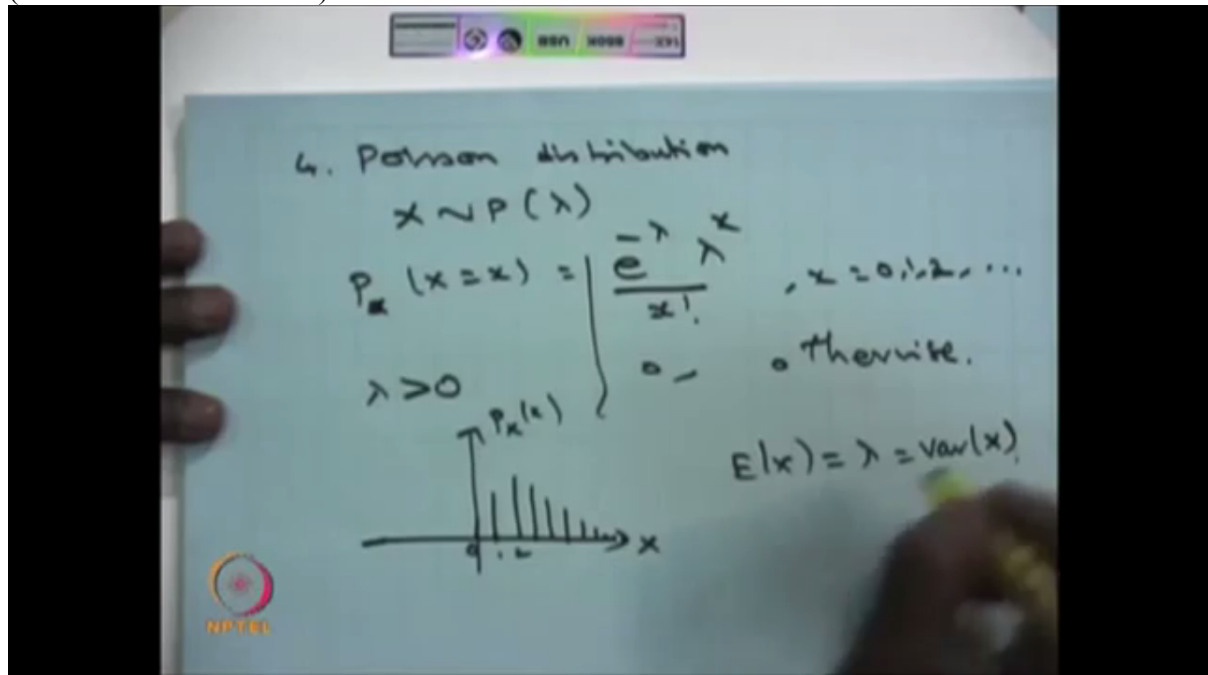 4. Poisson distribution
X ~ P(λ)
P_X (X = x) = { e^{-λ} λ^x / x! , x = 0, 1, 2, ...
0, otherwise.
λ > 0
P_X(x)
E(X) = λ = Var(X).
0 1 2 X
NPTEL